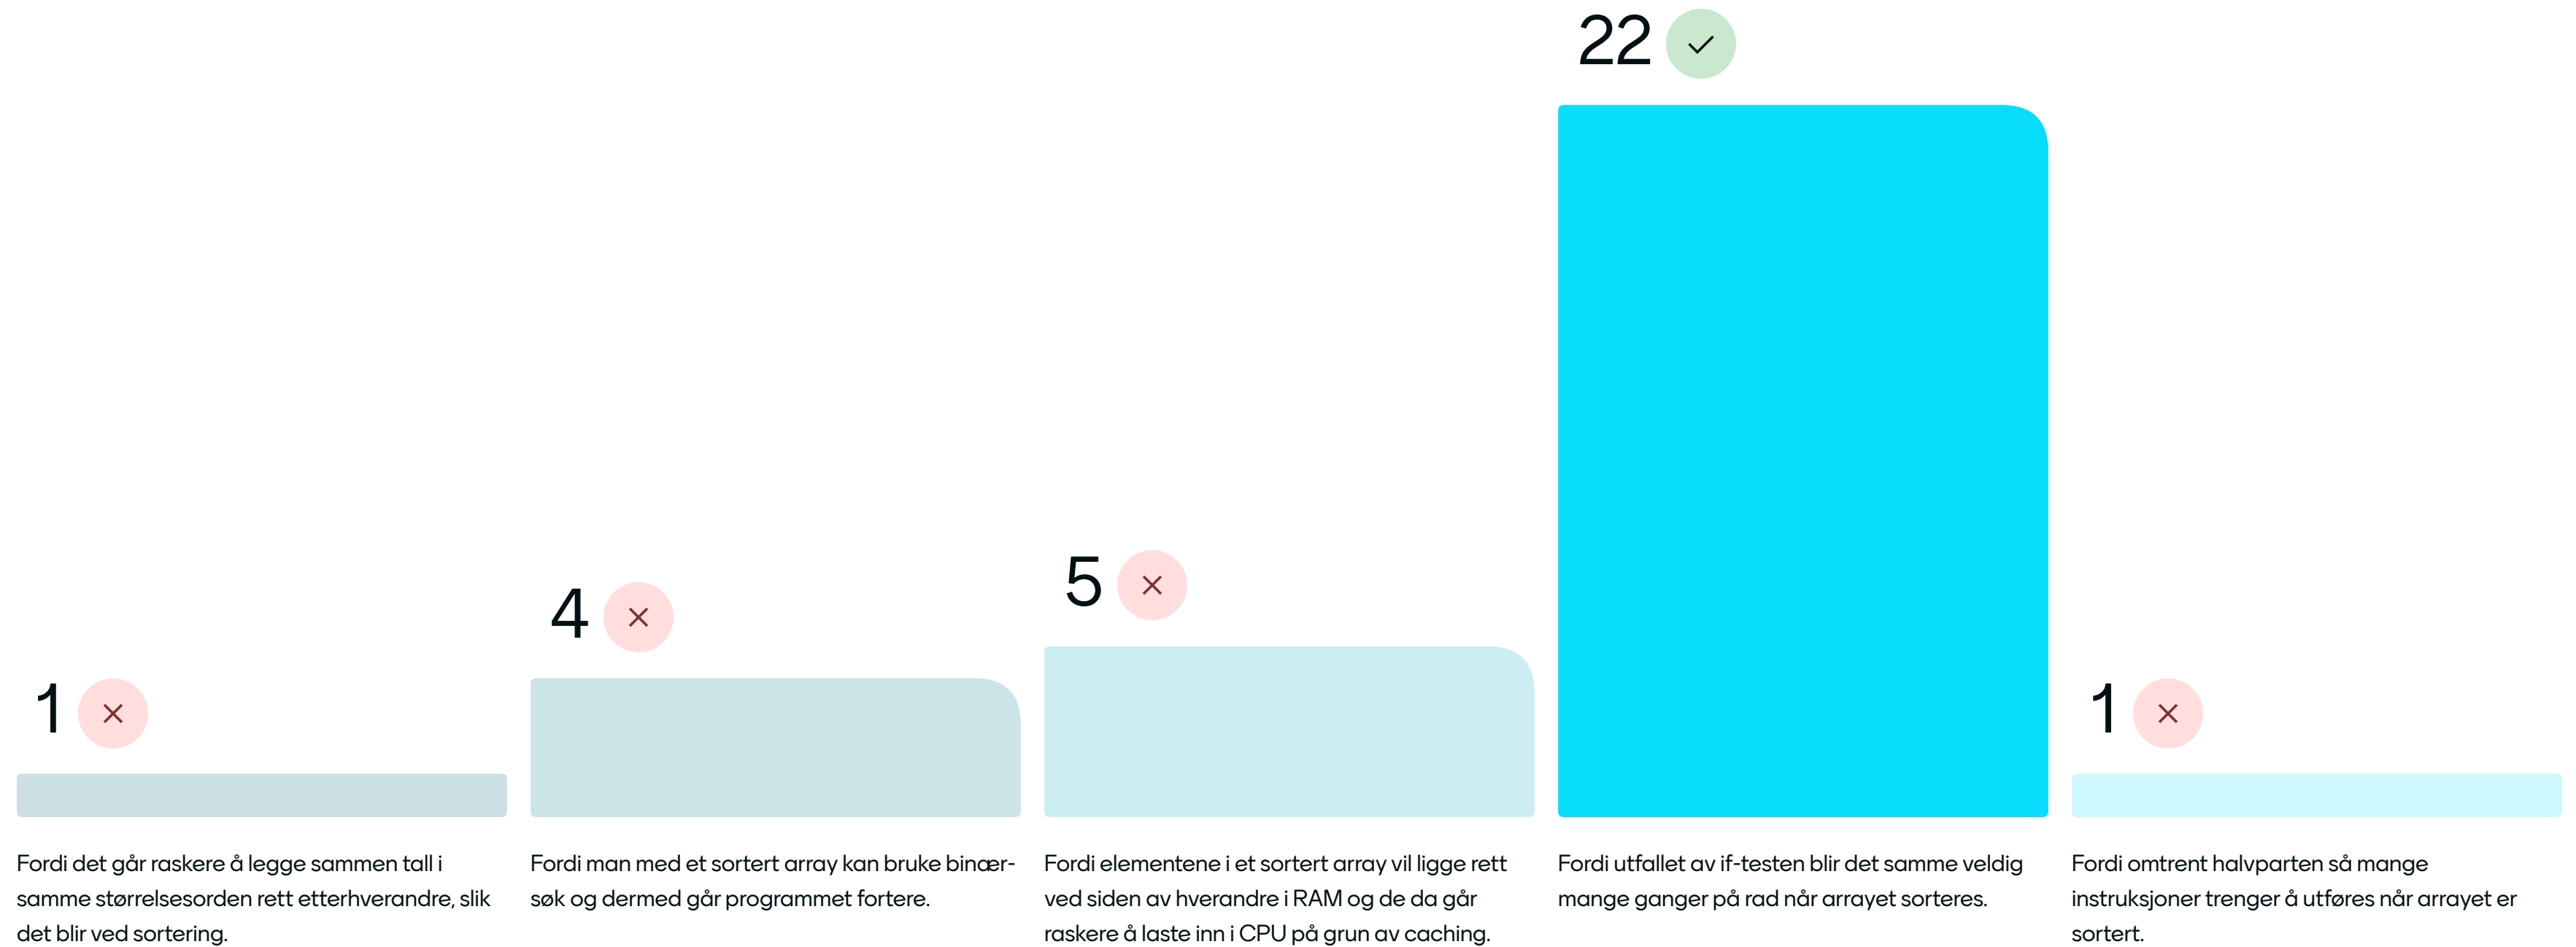 1
Fordi det går raskere å legge sammen tall i
samme størrelsesorden rett etterhverandre, slik
det blir ved sortering.
4
Fordi man med et sortert array kan bruke binær-
søk og dermed går programmet fortere.
5
Fordi elementene i et sortert array vil ligge rett
ved siden av hverandre i RAM og de da går
raskere å laste inn i CPU på grun av caching.
22
Fordi utfallet av if-testen blir det samme veldig
mange ganger på rad når arrayet sorteres.
1
Fordi omtrent halvparten så mange
instruksjoner trenger å utføres når arrayet er
sortert.